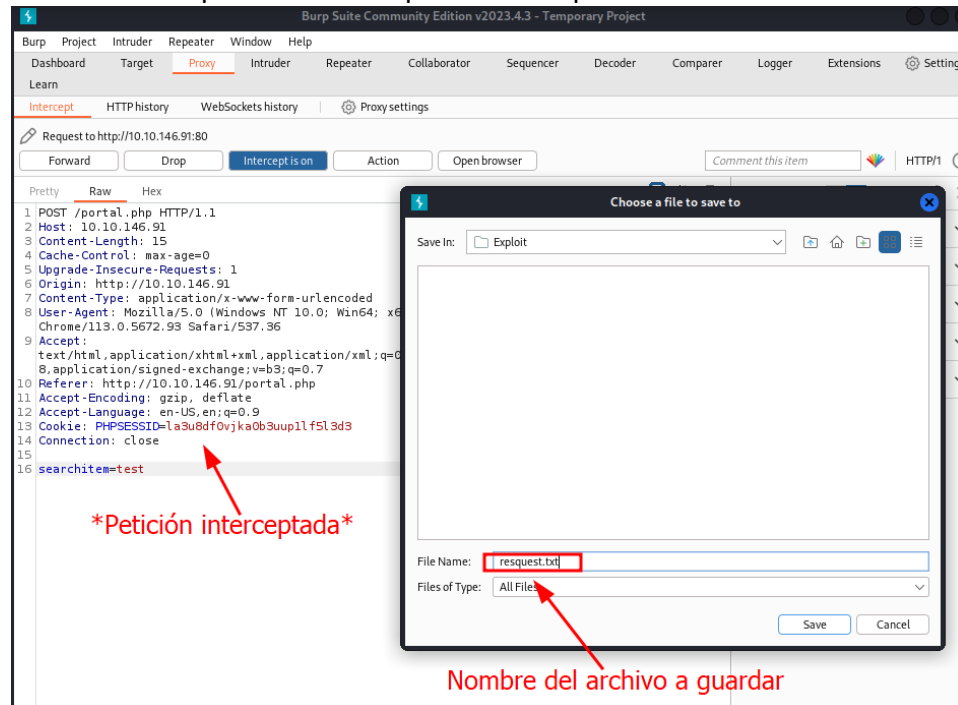 Burp Suite Community Edition v2023.4.3 - Temporary Project
Burp Project Intruder Repeater Window Help
Dashboard Target Proxy Intruder Repeater Collaborator Sequencer Decoder Comparer Logger Extensions Setting
Learn
Intercept HTTP history WebSockets history Proxy settings
Request to http://10.10.146.91:80
Forward Drop Intercept is on Action Open browser Comment this item HTTP/1
Pretty Raw Hex
1 POST /portal.php HTTP/1.1
2 Host: 10.10.146.91
3 Content-Length: 15
4 Cache-Control: max-age=0
5 Upgrade-Insecure-Requests: 1
6 Origin: http://10.10.146.91
7 Content-Type: application/x-www-form-urlencoded
8 User-Agent: Mozilla/5.0 (Windows NT 10.0; Win64; x6
Chrome/113.0.5672.93 Safari/537.36
9 Accept:
text/html,application/xhtml+xml,application/xml;q=0
8,application/signed-exchange;v=b3;q=0.7
10 Referer: http://10.10.146.91/portal.php
11 Accept-Encoding: gzip, deflate
12 Accept-Language: en-US,en;q=0.9
13 Cookie: PHPSESSID=la3u8df0vjka0b3uup1lf5l3d3
14 Connection: close
15
16 searchitem=test
*Petición interceptada*
Choose a file to save to
Save In: Exploit
File Name: resquest.txt
Files of Type: All Files
Save Cancel
Nombre del archivo a guardar